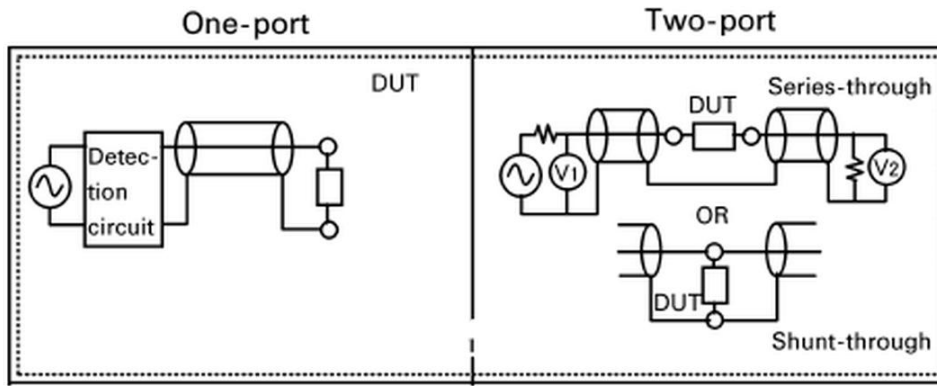 One-port
Two-port
DUT
Detec-
tion
circuit
Series-through
DUT
V1
V2
OR
DUT
Shunt-through